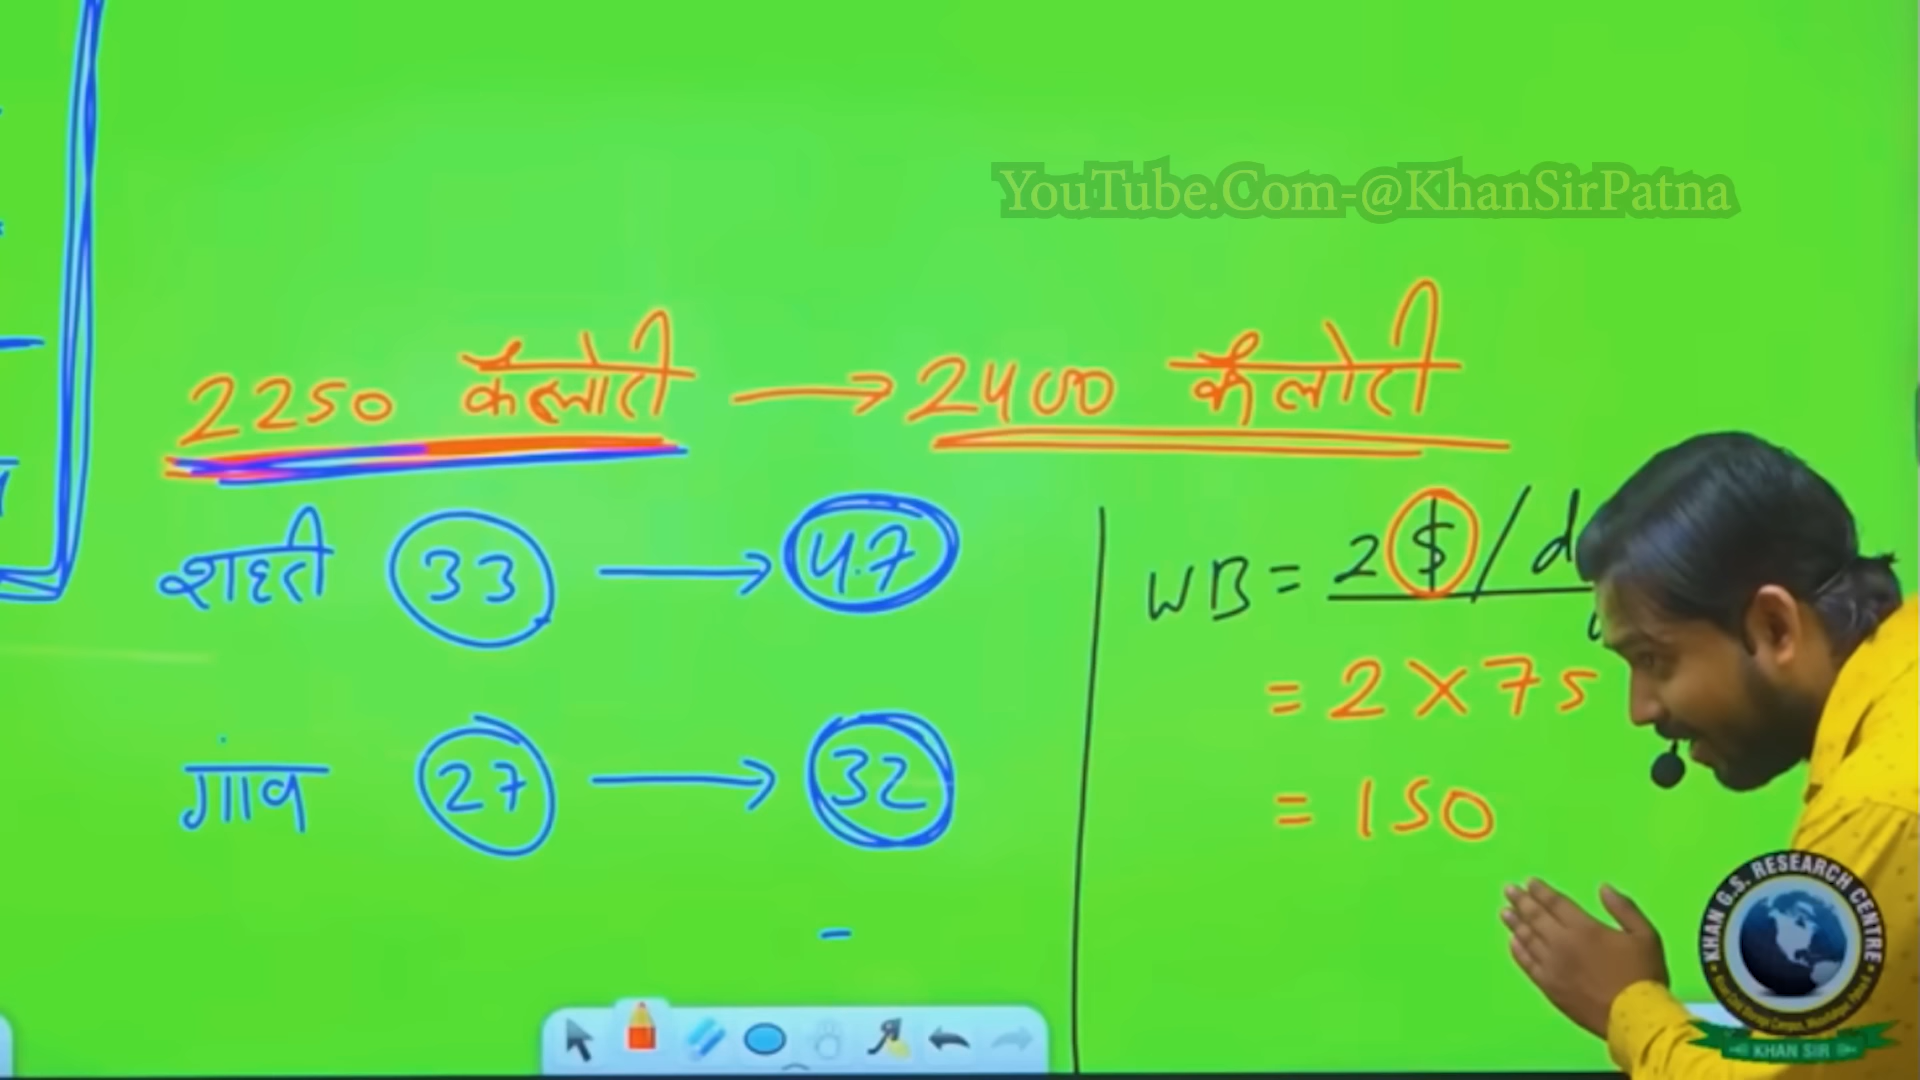 YouTube.Com-@KhanSirPatna
2250 कैलोरी → 2400 कैलोरी
शहरी 33 → 47
गाव 27 → 32
WB = 2$/d
= 2×75
= 150
KHAN G.S. RESEARCH CENTRE
KHAN SIR